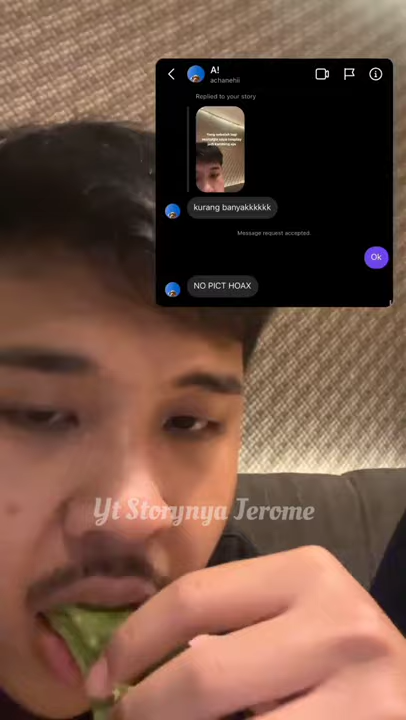 A!
achanehii
Replied to your story
kurang banyakkkkkk
Message request accepted.
Ok
NO PICT HOAX
Yt Storynya Jerome